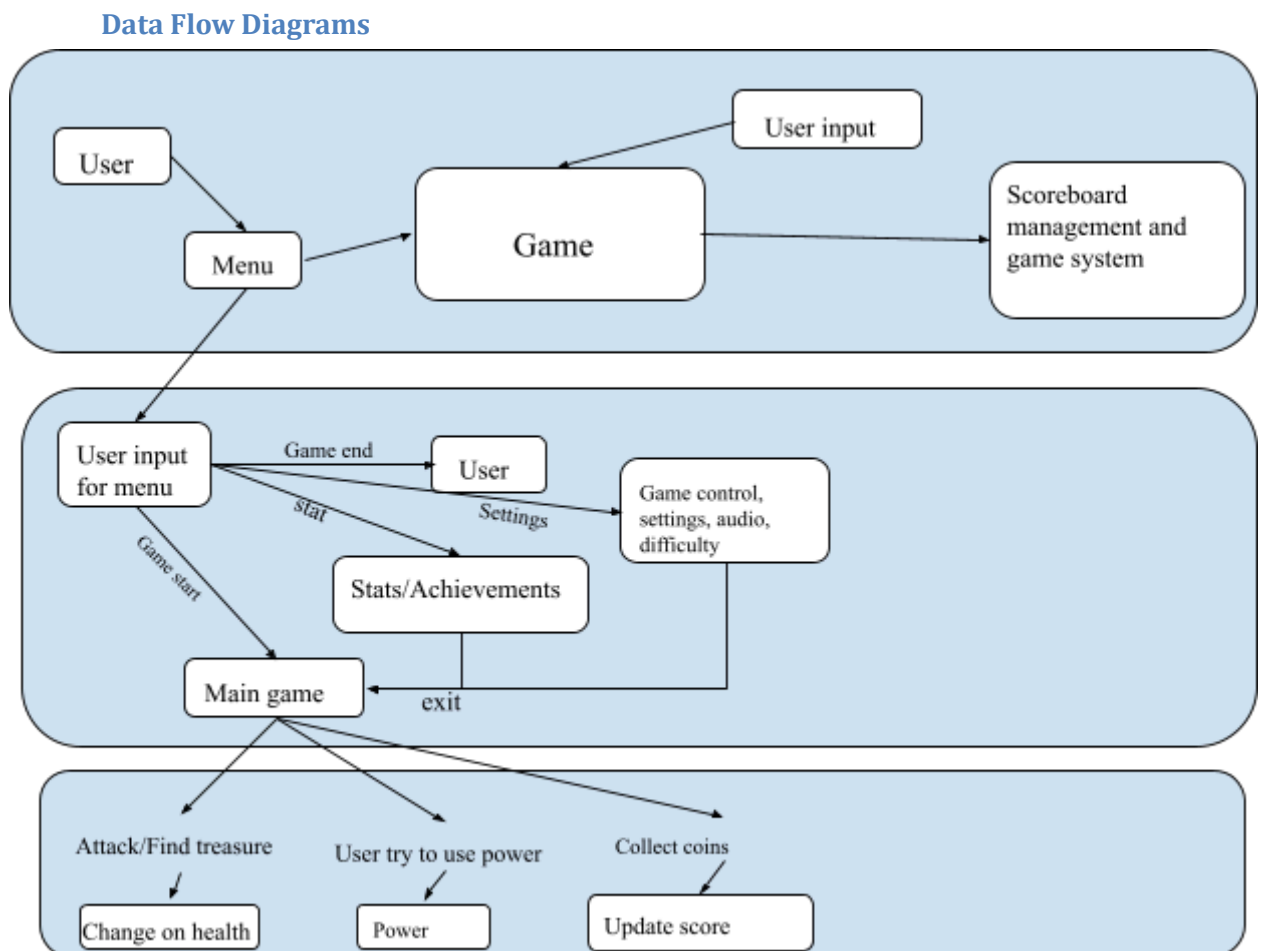 Data Flow Diagrams
User
User input
Menu
Game
Scoreboard
management and
game system
User input
for menu
Game end
User
stat
Settings
Game control,
settings, audio,
difficulty
Game start
Stats/Achievements
Main game
exit
Attack/Find treasure
User try to use power
Collect coins
Change on health
Power
Update score